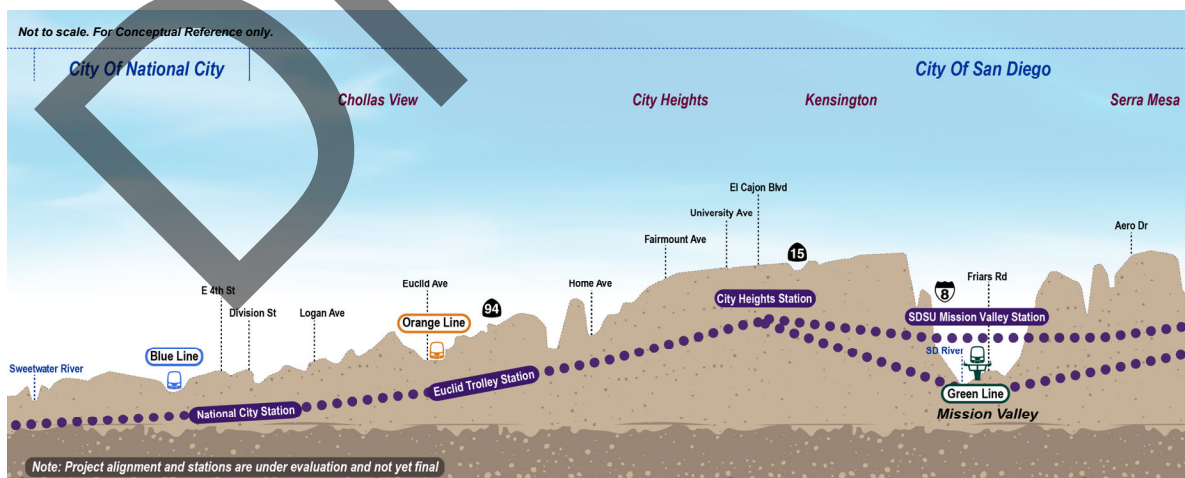 Not to scale. For Conceptual Reference only.
City Of National City
City Of San Diego
Chollas View
City Heights
Kensington
Serra Mesa
El Cajon Blvd
University Ave
Aero Dr
Fairmount Ave
15
Friars Rd
Home Ave
Euclid Ave
E 4th St
8
City Heights Station
94
Division St
Logan Ave
Orange Line
SDSU Mission Valley Station
Blue Line
SD River
Sweetwater River
Euclid Trolley Station
Green Line
National City Station
Mission Valley
Note: Project alignment and stations are under evaluation and not yet final